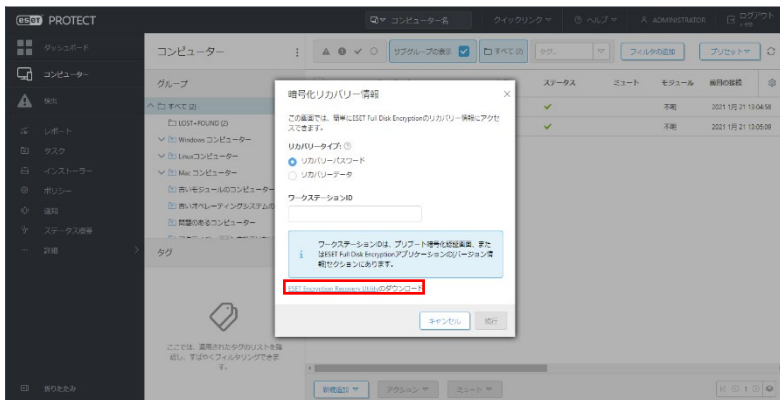 eset PROTECT
コンピューター名
クイックリンク
ヘルプ
ADMINISTRATOR
ログアウト
ダッシュボード
コンピューター
検出
レポート
タスク
インストーラー
ポリシー
通知
ステータス概要
詳細
折りたたみ
コンピューター
サブグループの表示
すべて (2)
タグ...
フィルタの追加
プリセット
グループ
すべて (2)
LOST+FOUND (2)
Windows コンピューター
Linux コンピューター
Mac コンピューター
古いモジュールのコンピューター
古いオペレーティングシステムの
問題のあるコンピューター
タグ
ここでは、適用されたタグのリストを確
認し、すばやくフィルタリングできま
す。
ステータス
ミュート
モジュール
前回の接続
不明
2021 1月 21 13:04:58
不明
2021 1月 21 13:05:08
暗号化リカバリー情報
この画面では、簡単にESET Full Disk Encryptionのリカバリー情報にアクセ
スできます。
リカバリータイプ:
リカバリーパスワード
リカバリーデータ
ワークステーションID
ワークステーションIDは、プリブート暗号化認証画面、また
はESET Full Disk Encryptionアプリケーションの[バージョン情
報]セクションにあります。
ESET Encryption Recovery Utilityのダウンロード
キャンセル
続行
新規追加
アクション
ミュート
1